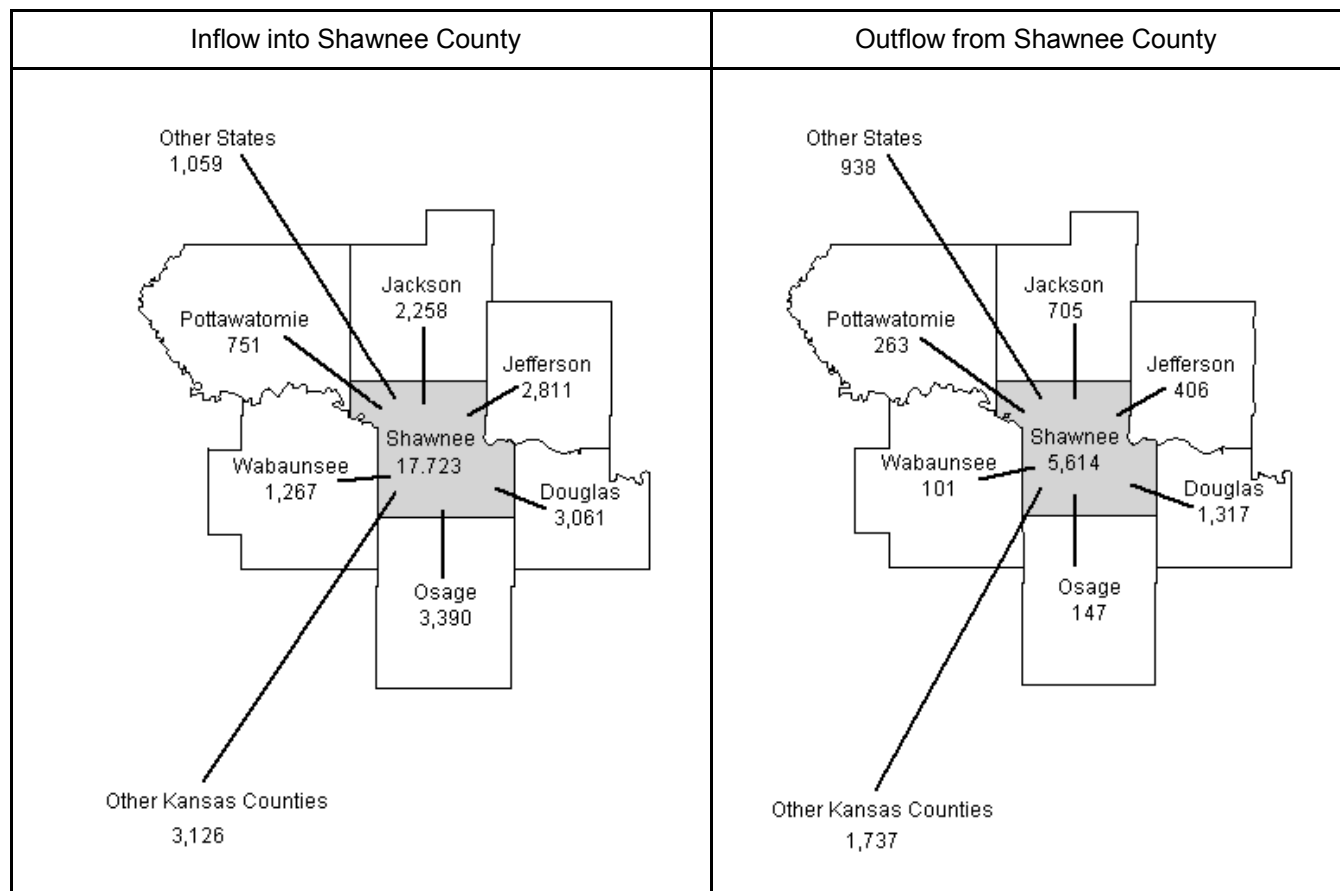 Inflow into Shawnee County
Outflow from Shawnee County
Other States
1,059
Jackson
2,258
Pottawatomie
751
Jefferson
2,811
Shawnee
17.723
Wabaunsee
1,267
Douglas
3,061
Osage
3,390
Other Kansas Counties
3,126
Other States
938
Jackson
705
Pottawatomie
263
Jefferson
406
Shawnee
5,614
Wabaunsee
101
Douglas
1,317
Osage
147
Other Kansas Counties
1,737